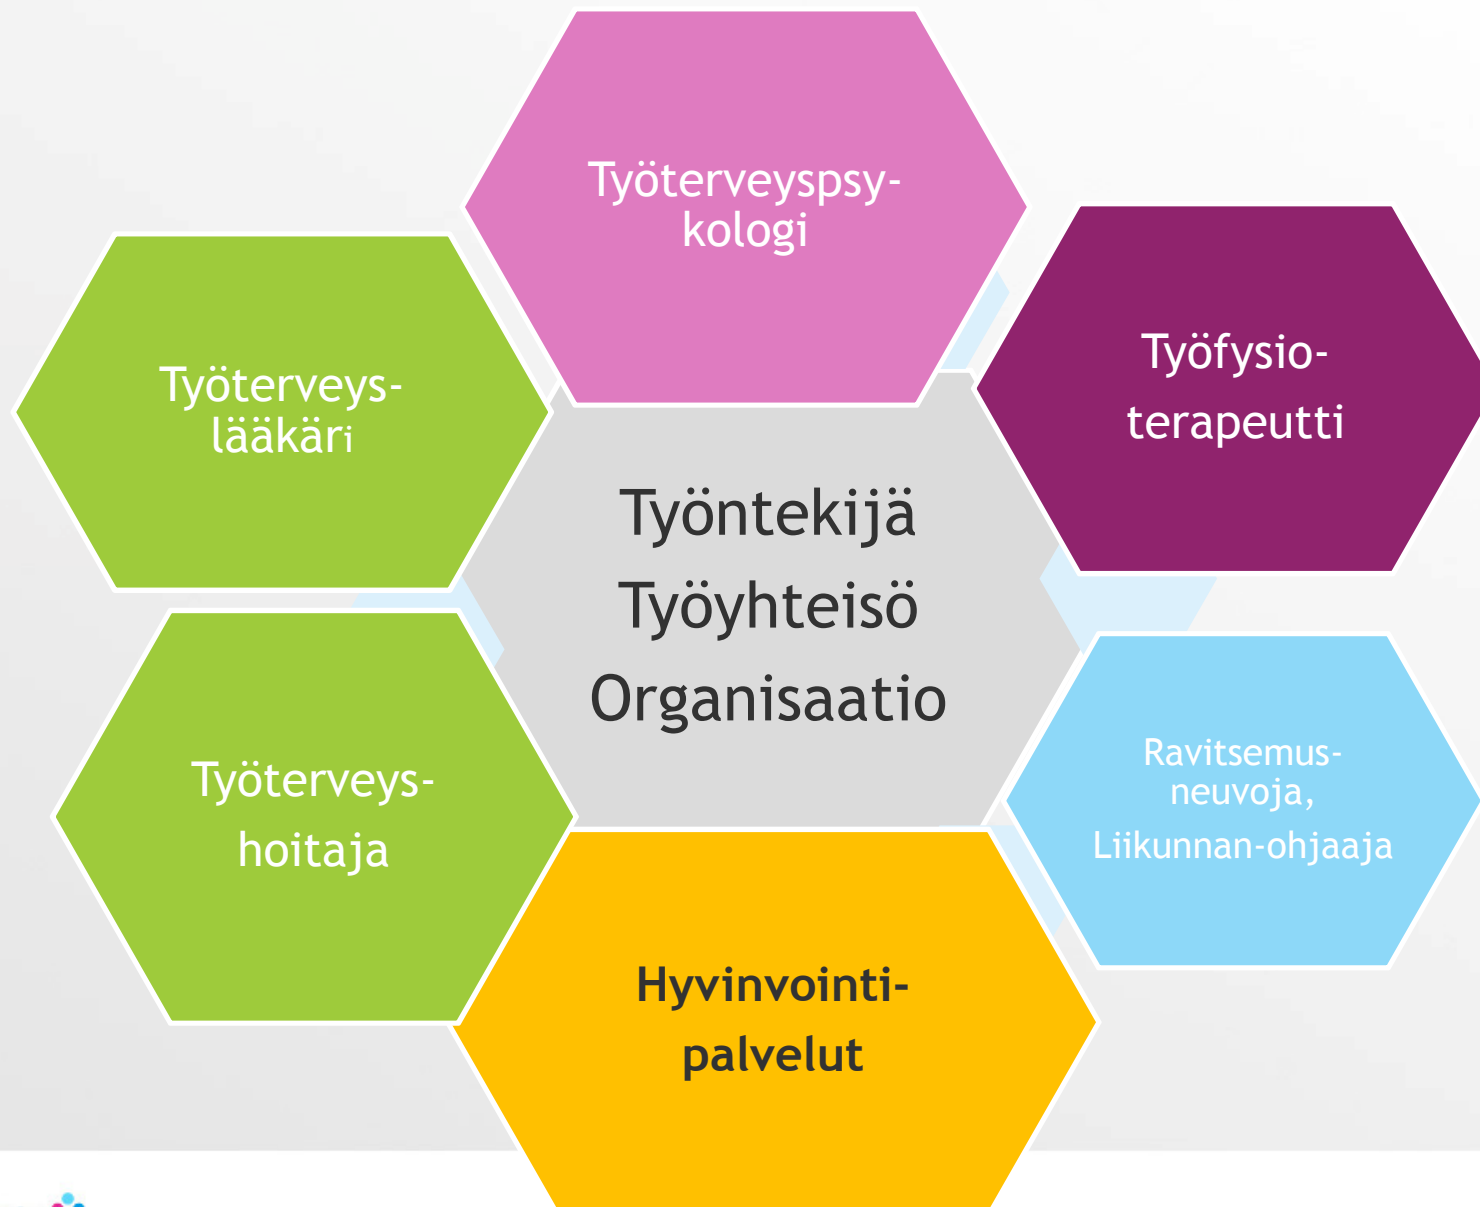 Työterveyspsy-
kologi
Työfysio-
terapeutti
Työterveys-
lääkäri
Työntekijä
Työyhteisö
Organisaatio
Ravitsemus-
neuvoja,
Liikunnan-ohjaaja
Työterveys-
hoitaja
Hyvinvointi-
palvelut